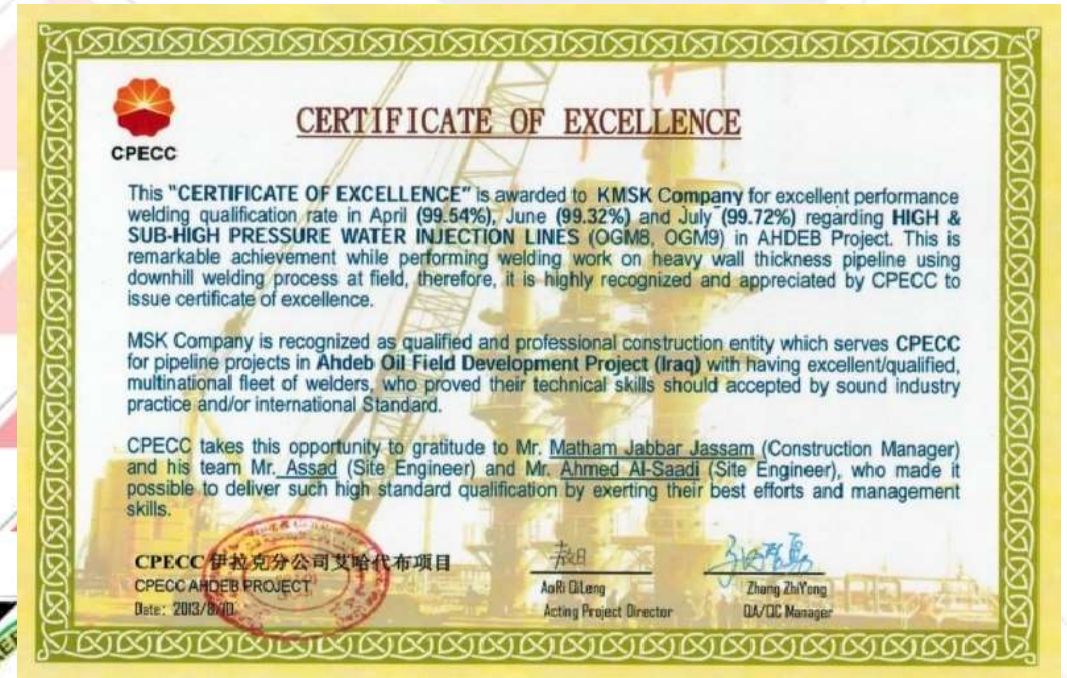 CERTIFICATE OF EXCELLENCE
CPECC
This "CERTIFICATE OF EXCELLENCE" is awarded to KMSK Company for excellent performance
welding qualification rate in April (99.54%), June (99.32%) and July (99.72%) regarding HIGH &
SUB-HIGH PRESSURE WATER INJECTION LINES (OGM8, OGM9) in AHDEB Project. This is
remarkable achievement while performing welding work on heavy wall thickness pipeline using
downhill welding process at field, therefore, it is highly recognized and appreciated by CPECC to
issue certificate of excellence.
MSK Company is recognized as qualified and professional construction entity which serves CPECC
for pipeline projects in Ahdeb Oil Field Development Project (Iraq) with having excellent/qualified,
multinational fleet of welders, who proved their technical skills should accepted by sound industry
practice and/or international Standard.
CPECC takes this opportunity to gratitude to Mr. Matham Jabbar Jassam (Construction Manager)
and his team Mr. Assad (Site Engineer) and Mr. Ahmed Al-Saadi (Site Engineer), who made it
possible to deliver such high standard qualification by exerting their best efforts and management
skills.
CPECC 伊拉克分公司艾哈代布项目
CPECC AHDEB PROJECT
Date: 2013/8/10
AoRi QiLeng
Acting Project Director
Zhang ZhiYong
QA/QC Manager